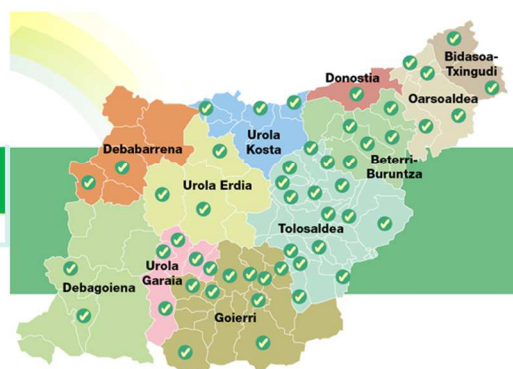 Bidasoa-
Txingudi
Donostia
Oarsoaldea
Debabarrena
Urola
Kosta
Beterri-
Buruntza
Urola Erdia
Tolosaldea
Urola
Garaia
Debagoiena
Goierri